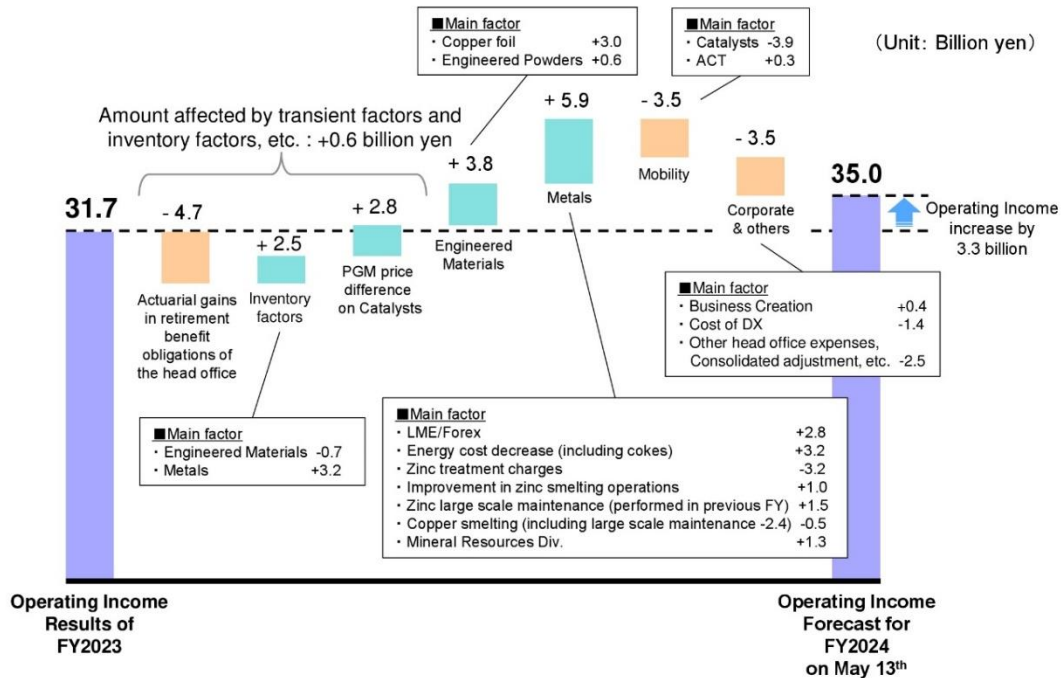 ■Main factor
・Copper foil +3.0
・Engineered Powders +0.6
■Main factor
・Catalysts -3.9
・ACT +0.3
（Unit: Billion yen）
Amount affected by transient factors and
inventory factors, etc. : +0.6 billion yen
31.7
- 4.7
Actuarial gains
in retirement
benefit
obligations of
the head office
+ 2.5
Inventory
factors
+ 2.8
PGM price
difference
on Catalysts
+ 3.8
Engineered
Materials
+ 5.9
Metals
- 3.5
Mobility
- 3.5
Corporate
& others
35.0
Operating Income
increase by
3.3 billion
■Main factor
・Business Creation +0.4
・Cost of DX -1.4
・Other head office expenses,
Consolidated adjustment, etc. -2.5
■Main factor
・Engineered Materials -0.7
・Metals +3.2
■Main factor
・LME/Forex +2.8
・Energy cost decrease (including cokes) +3.2
・Zinc treatment charges -3.2
・Improvement in zinc smelting operations +1.0
・Zinc large scale maintenance (performed in previous FY) +1.5
・Copper smelting (including large scale maintenance -2.4) -0.5
・Mineral Resources Div. +1.3
Operating Income
Results of
FY2023
Operating Income
Forecast for
FY2024
on May 13th